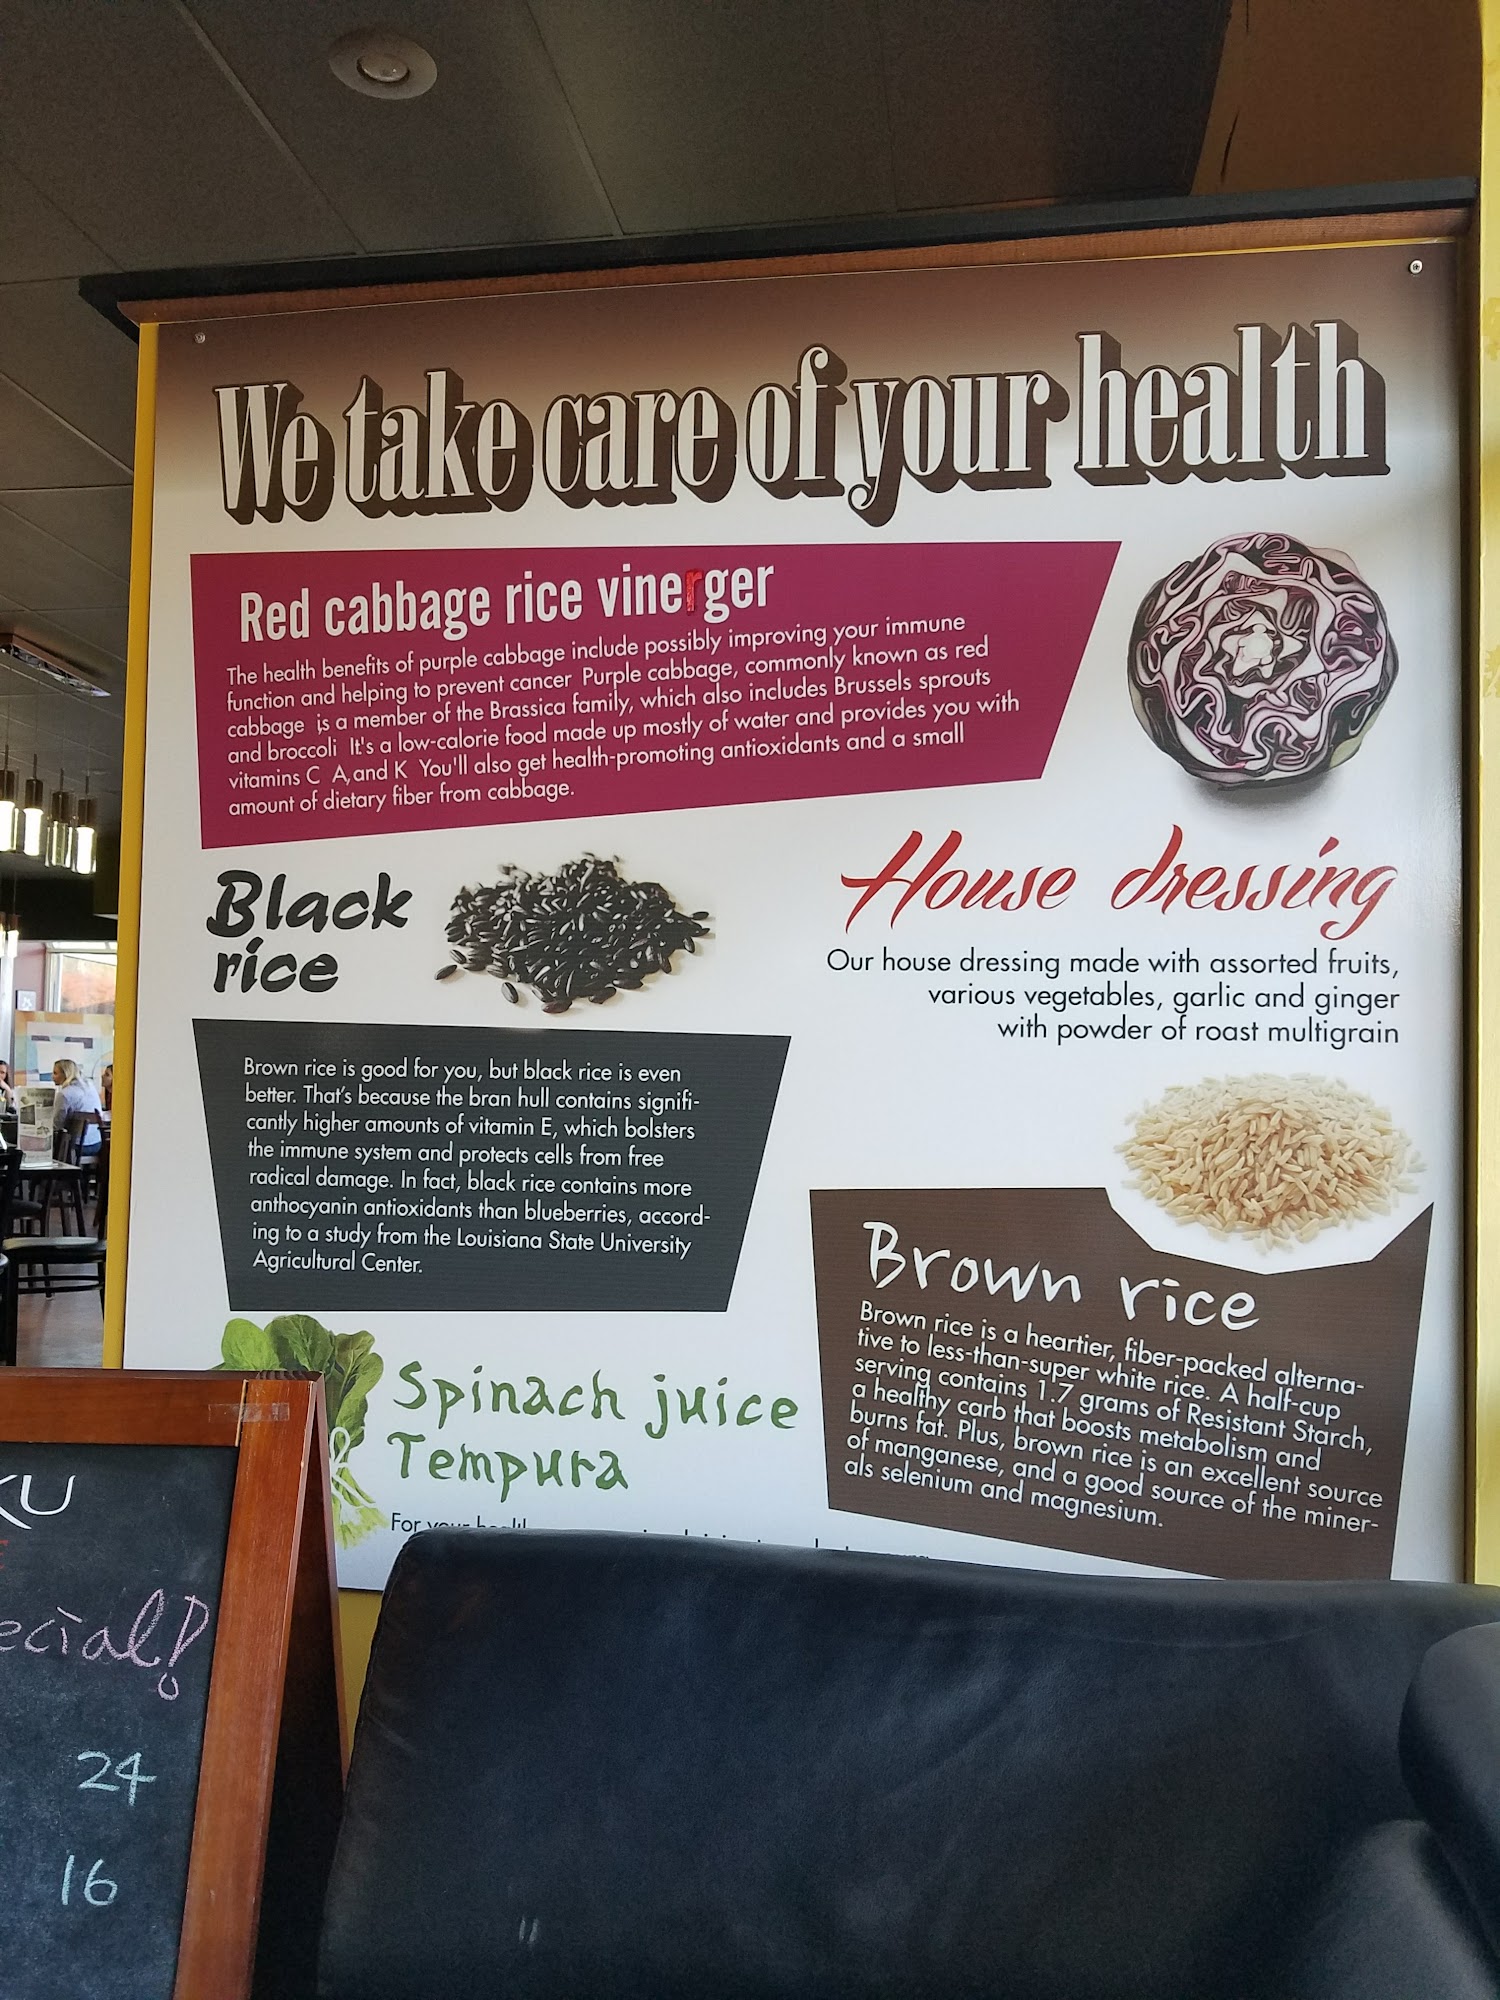 We take care of your health
Red cabbage rice vinerger
The health benefits of purple cabbage include possibly improving your immune
function and helping to prevent cancer Purple cabbage, commonly known as red
cabbage is a member of the Brassica family, which also includes Brussels sprouts
and broccoli It's a low-calorie food made up mostly of water and provides you with
vitamins C A, and K You'll also get health-promoting antioxidants and a small
amount of dietary fiber from cabbage.
Black
rice
Brown rice is good for you, but black rice is even
better. That's because the bran hull contains signifi-
cantly higher amounts of vitamin E, which bolsters
the immune system and protects cells from free
radical damage. In fact, black rice contains more
anthocyanin antioxidants than blueberries, accord-
ing to a study from the Louisiana State University
Agricultural Center.
House dressing
Our house dressing made with assorted fruits,
various vegetables, garlic and ginger
with powder of roast multigrain
Brown rice
Brown rice is a heartier, fiber-packed alterna-
tive to less-than-super white rice. A half-cup
serving contains 1.7 grams of Resistant Starch,
a healthy carb that boosts metabolism and
burns fat. Plus, brown rice is an excellent source
of manganese, and a good source of the miner-
als selenium and magnesium.
Spinach juice
Tempura
For your
KU
ecial!
24
16